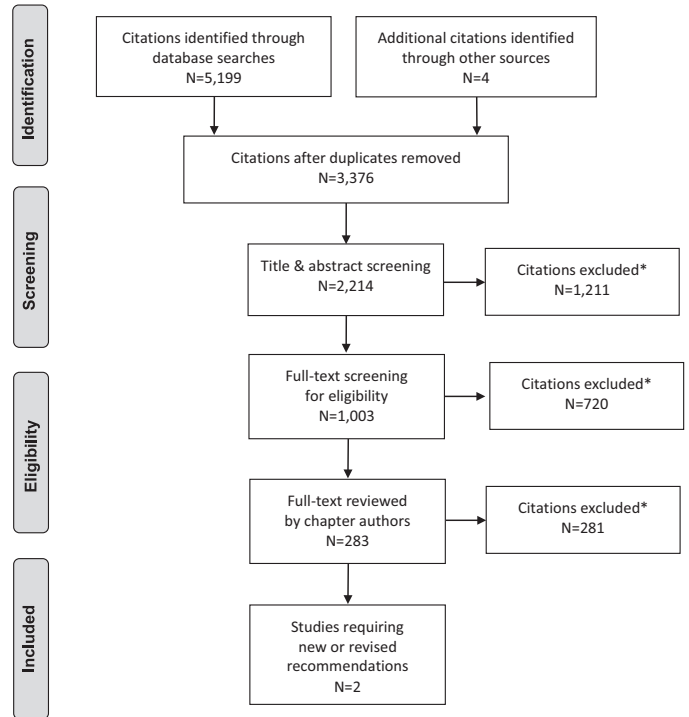 Identification
Citations identified through
database searches
N=5,199
Additional citations identified
through other sources
N=4
Citations after duplicates removed
N=3,376
Screening
Title & abstract screening
N=2,214
Citations excluded*
N=1,211
Eligibility
Full-text screening
for eligibility
N=1,003
Citations excluded*
N=720
Full-text reviewed
by chapter authors
N=283
Citations excluded*
N=281
Included
Studies requiring
new or revised
recommendations
N=2